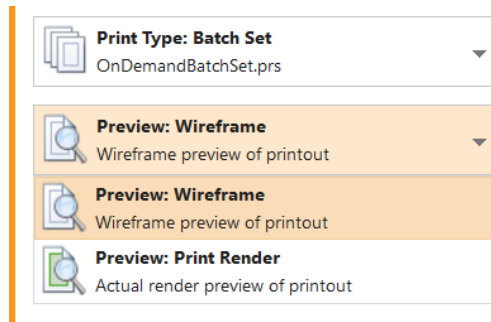 Print Type: Batch Set
OnDemandBatchSet.prs
Preview: Wireframe
Wireframe preview of printout
Preview: Wireframe
Wireframe preview of printout
Preview: Print Render
Actual render preview of printout